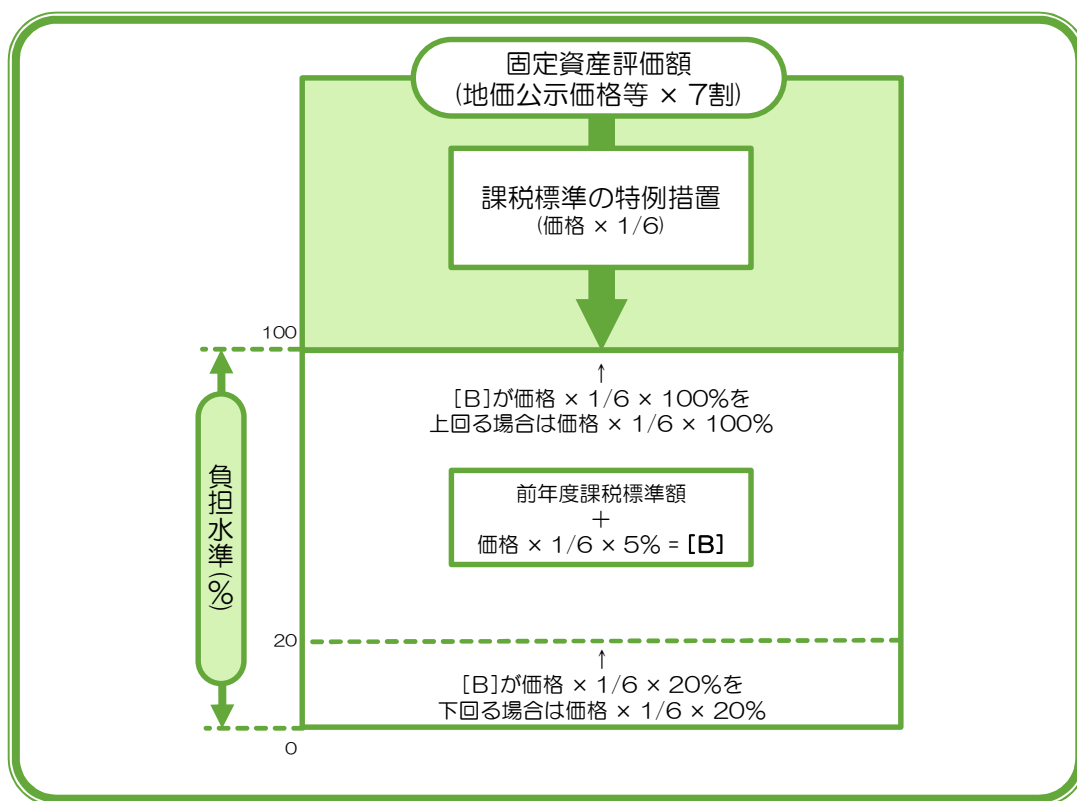 固定資産評価額
(地価公示価格等 × 7割)
課税標準の特例措置
(価格 × 1/6)
100
↑
[B]が価格 × 1/6 × 100%を
上回る場合は価格 × 1/6 × 100%
負担水準(%)
前年度課税標準額
+
価格 × 1/6 × 5% = [B]
20
↑
[B]が価格 × 1/6 × 20%を
下回る場合は価格 × 1/6 × 20%
0